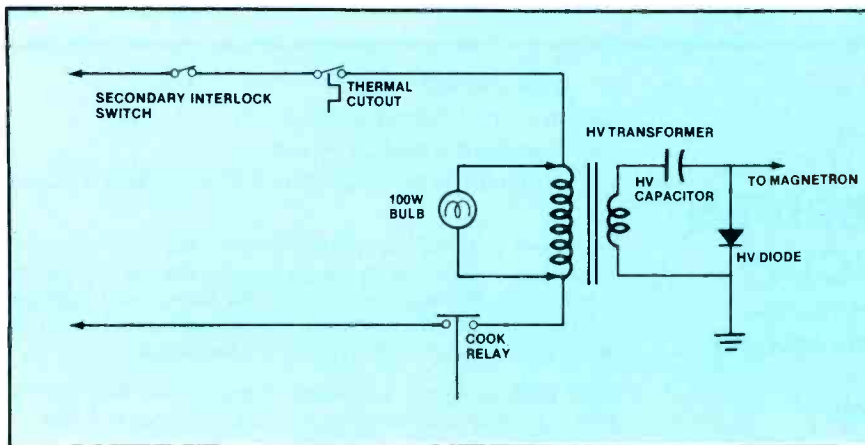 SECONDARY INTERLOCK
SWITCH
THERMAL
CUTOUT
HV TRANSFORMER
HV
CAPACITOR
TO MAGNETRON
100W
BULB
HV DIODE
COOK
RELAY